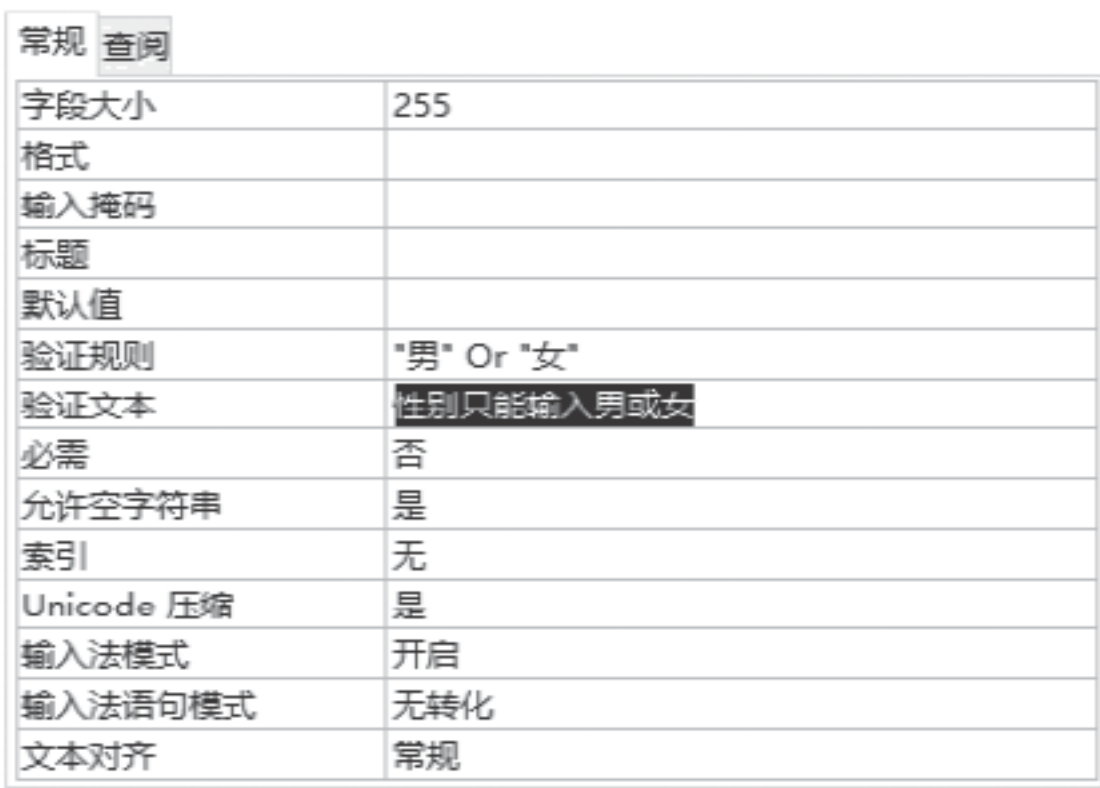 常规 查阅
字段大小 255
格式
输入掩码
标题
默认值
验证规则 "男" Or "女"
验证文本 性别只能输入男或女
必需 否
允许空字符串 是
索引 无
Unicode 压缩 是
输入法模式 开启
输入法语句模式 无转化
文本对齐 常规